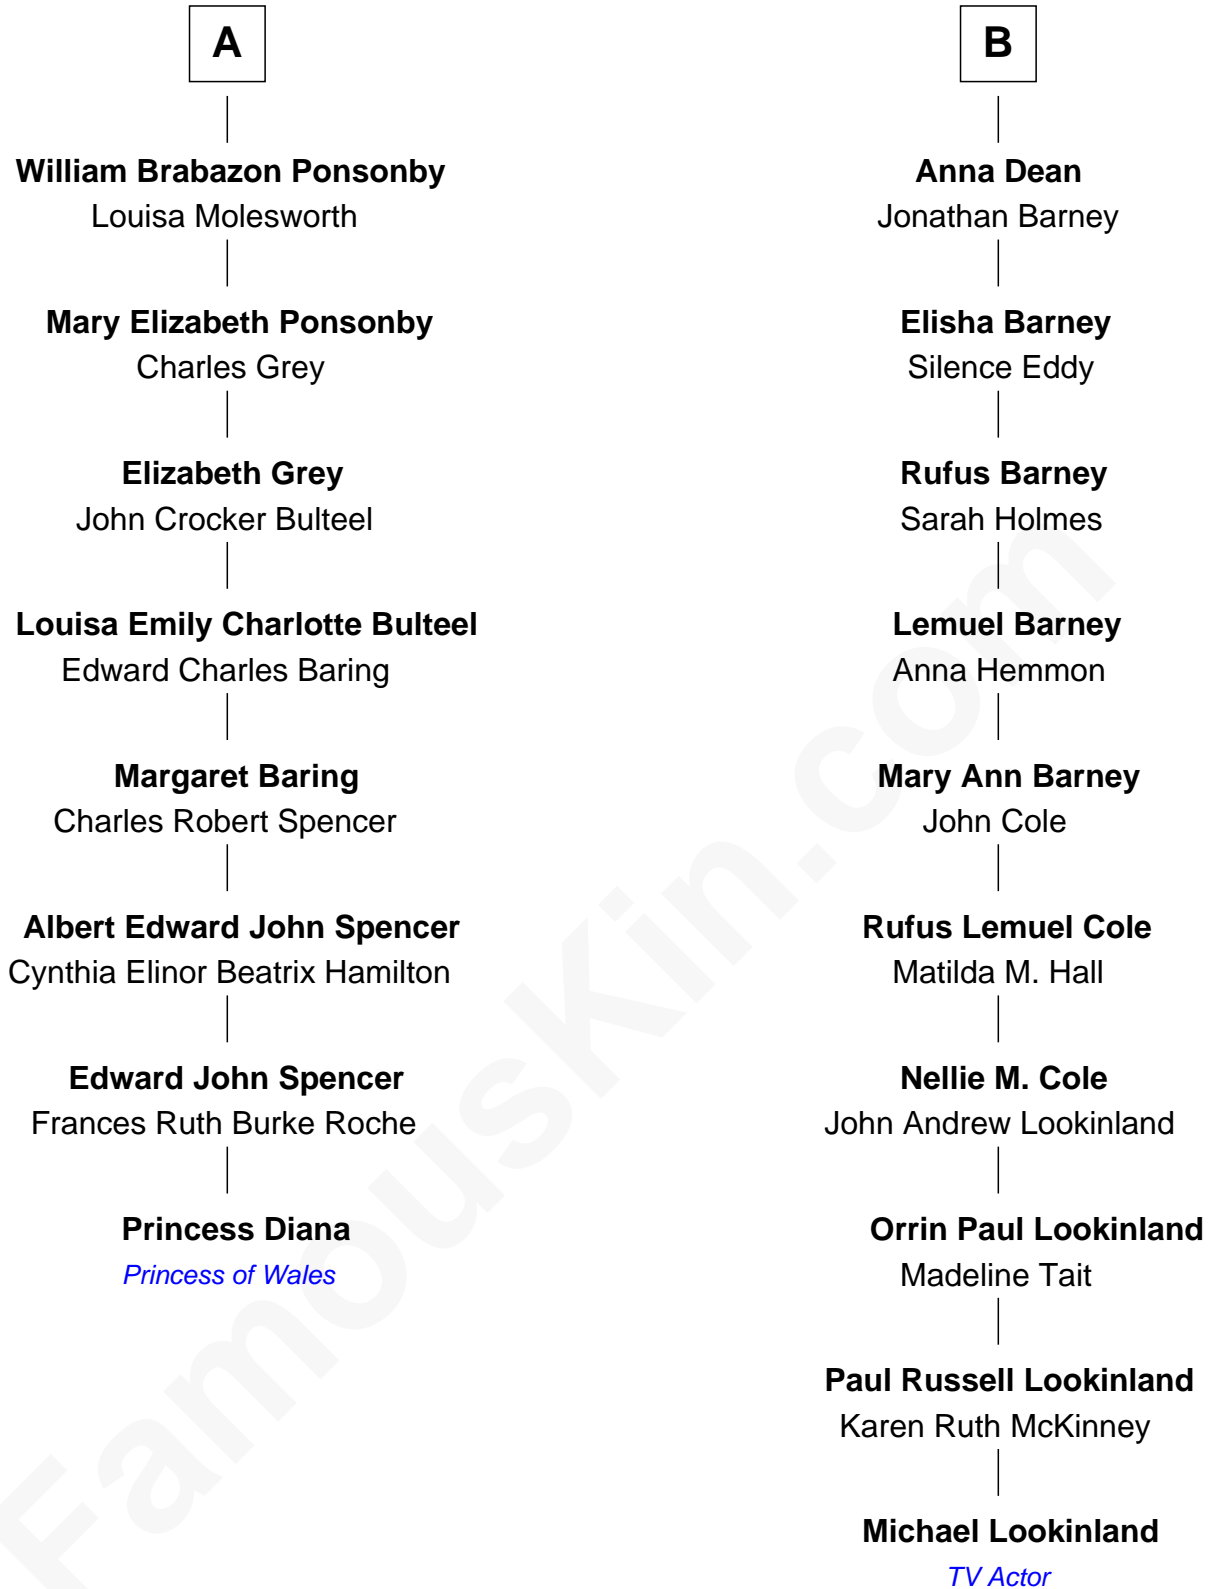 A
William Brabazon Ponsonby
Louisa Molesworth
Mary Elizabeth Ponsonby
Charles Grey
Elizabeth Grey
John Crocker Bulteel
Louisa Emily Charlotte Bulteel
Edward Charles Baring
Margaret Baring
Charles Robert Spencer
Albert Edward John Spencer
Cynthia Elinor Beatrix Hamilton
Edward John Spencer
Frances Ruth Burke Roche
Princess Diana
Princess of Wales
B
Anna Dean
Jonathan Barney
Elisha Barney
Silence Eddy
Rufus Barney
Sarah Holmes
Lemuel Barney
Anna Hemmon
Mary Ann Barney
John Cole
Rufus Lemuel Cole
Matilda M. Hall
Nellie M. Cole
John Andrew Lookinland
Orrin Paul Lookinland
Madeline Tait
Paul Russell Lookinland
Karen Ruth McKinney
Michael Lookinland
TV Actor
FamousKin.com